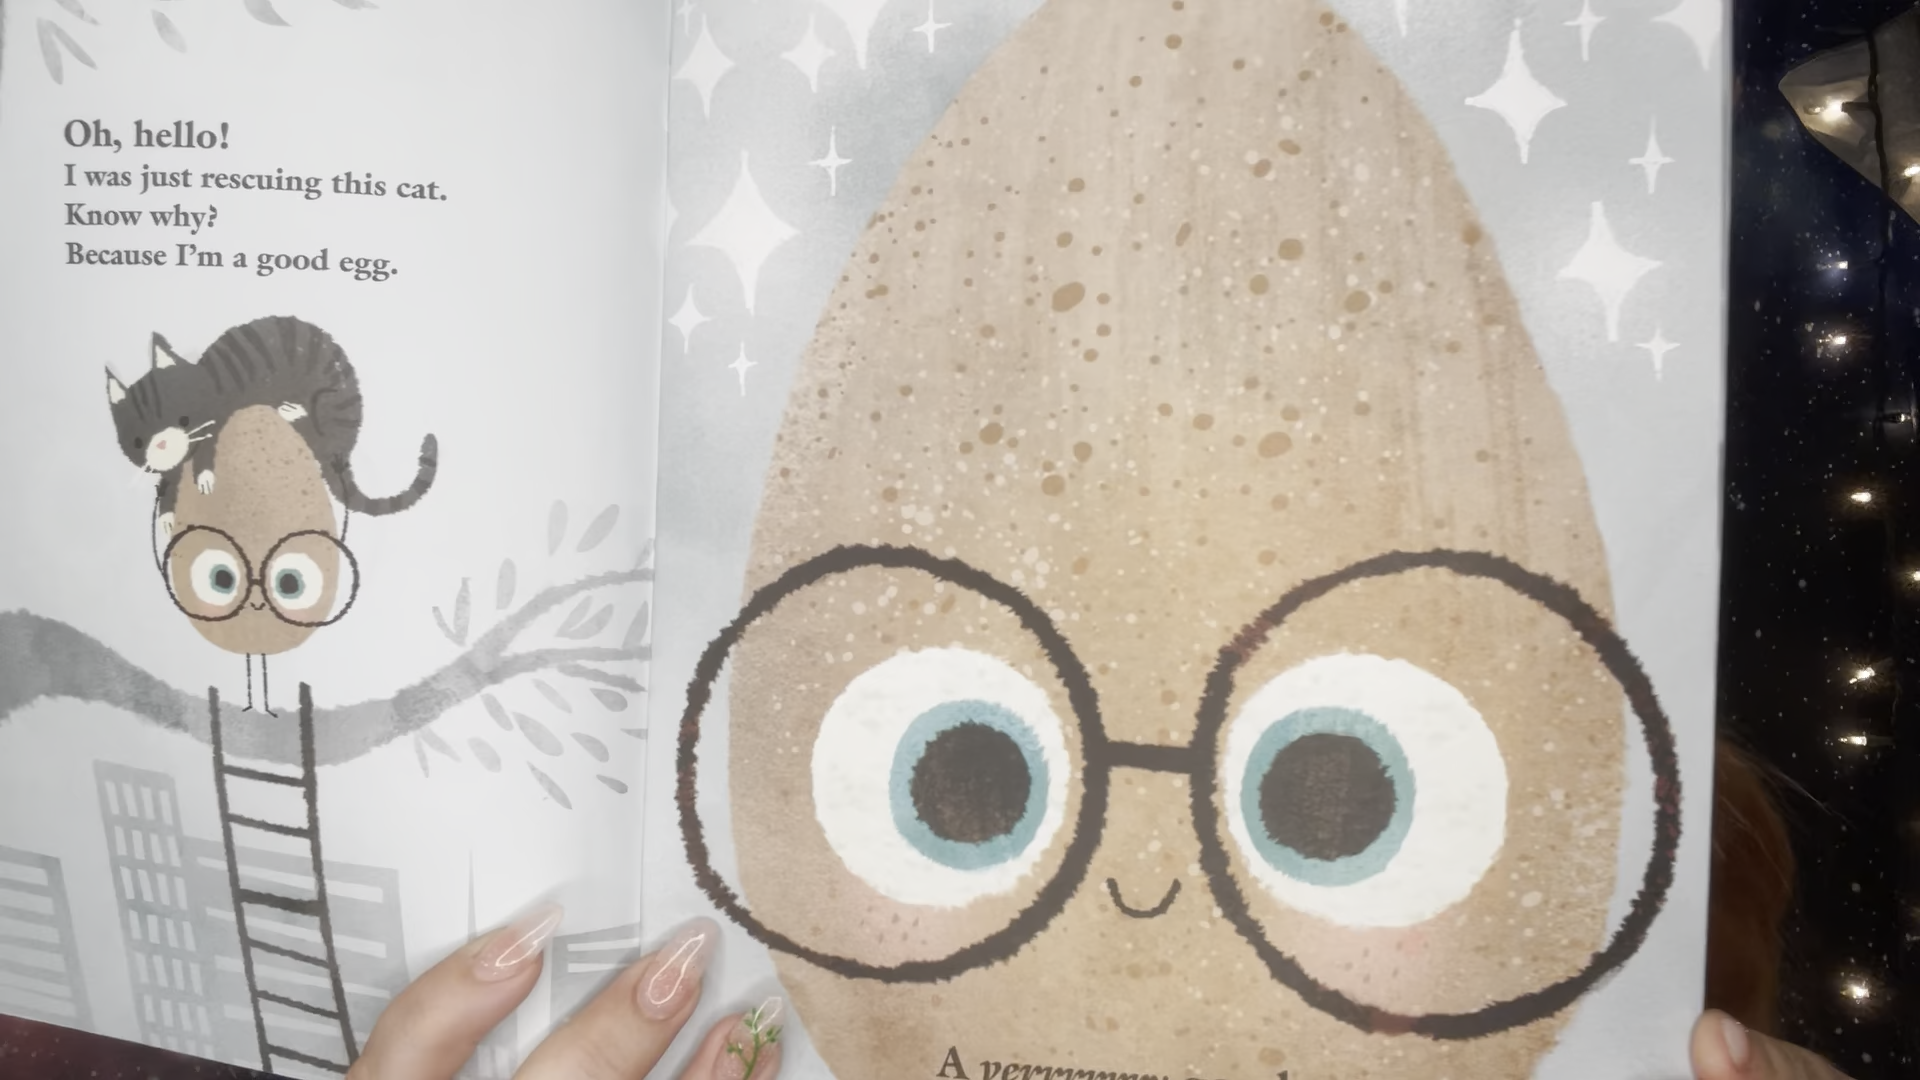 Oh, hello!
I was just rescuing this cat.
Know why?
Because I'm a good egg.
A